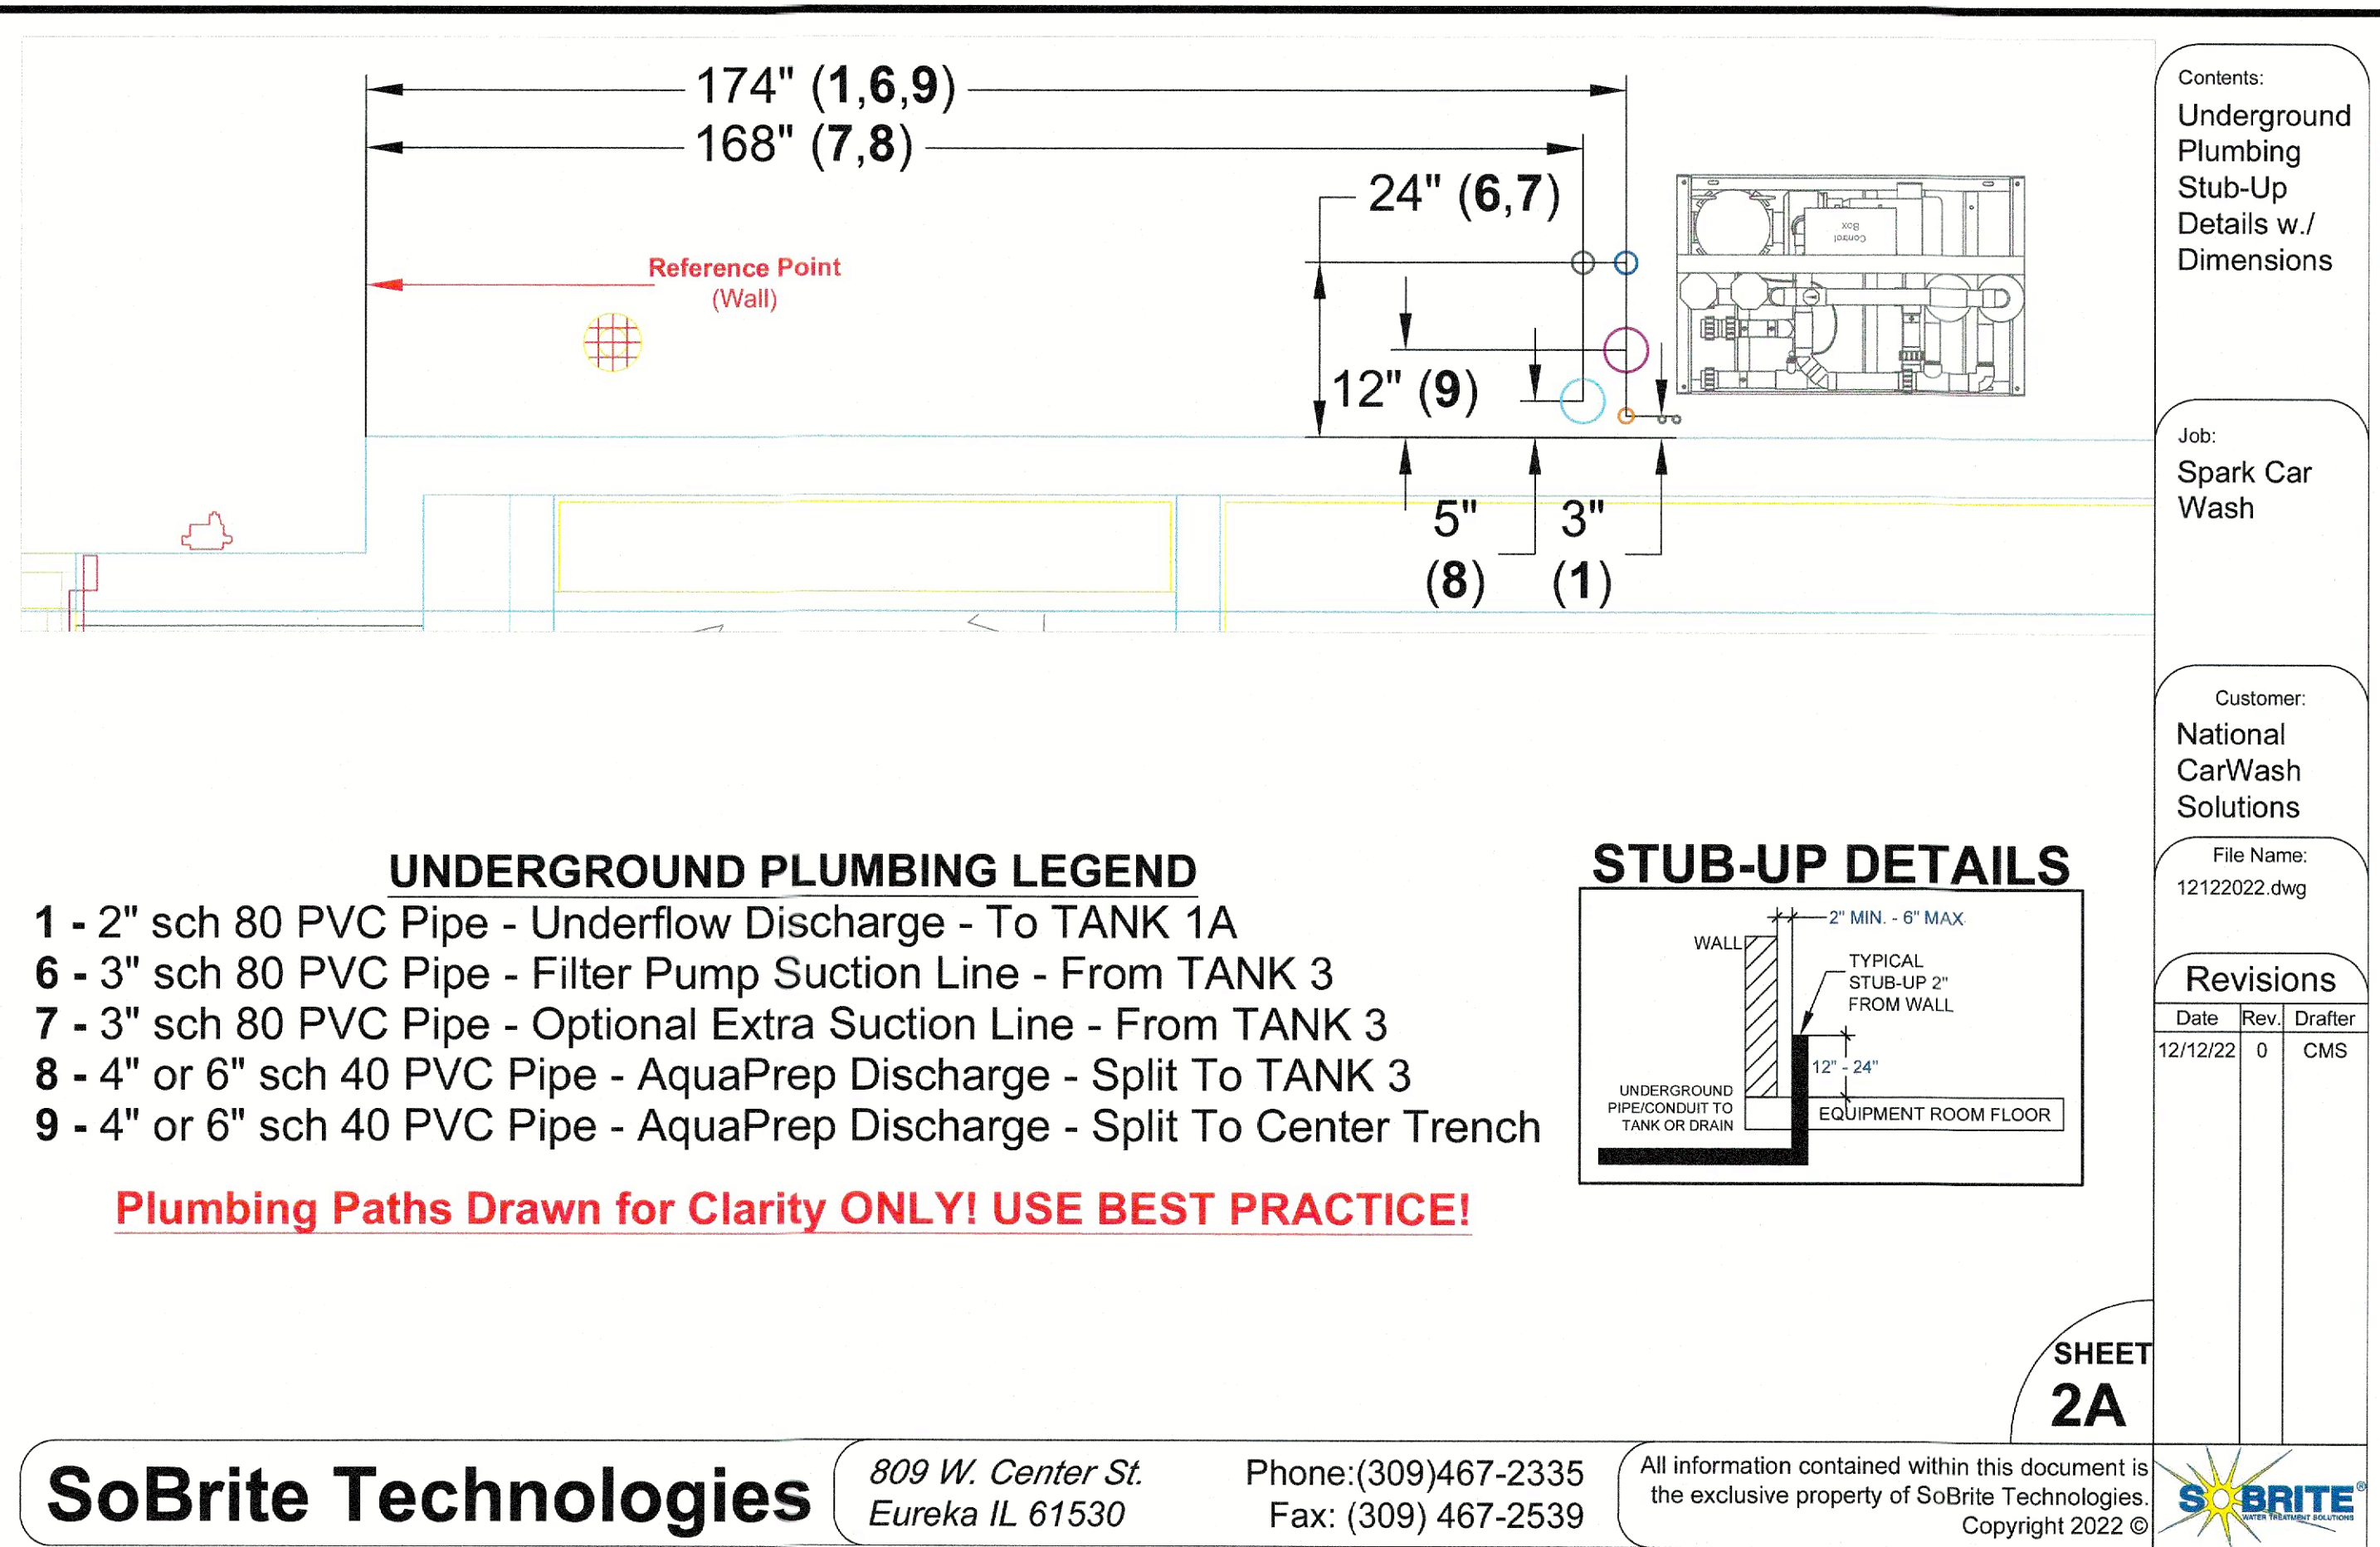 174" (1,6,9)
168" (7,8)
24" (6,7)
Reference Point
(Wall)
Control
Box
12" (9)
5"
(8)
3"
(1)
UNDERGROUND PLUMBING LEGEND
1 - 2" sch 80 PVC Pipe - Underflow Discharge - To TANK 1A
6 - 3" sch 80 PVC Pipe - Filter Pump Suction Line - From TANK 3
7 - 3" sch 80 PVC Pipe - Optional Extra Suction Line - From TANK 3
8 - 4" or 6" sch 40 PVC Pipe - AquaPrep Discharge - Split To TANK 3
9 - 4" or 6" sch 40 PVC Pipe - AquaPrep Discharge - Split To Center Trench
Plumbing Paths Drawn for Clarity ONLY! USE BEST PRACTICE!
STUB-UP DETAILS
2" MIN. - 6" MAX.
WALL
TYPICAL
STUB-UP 2"
FROM WALL
12" - 24"
UNDERGROUND
PIPE/CONDUIT TO
TANK OR DRAIN
EQUIPMENT ROOM FLOOR
Contents:
Underground
Plumbing
Stub-Up
Details w./
Dimensions
Job:
Spark Car
Wash
Customer:
National
CarWash
Solutions
File Name:
12122022.dwg
Revisions
Date Rev. Drafter
12/12/22 0 CMS
SHEET
2A
SoBrite Technologies
809 W. Center St.
Eureka IL 61530
Phone:(309)467-2335
Fax: (309) 467-2539
All information contained within this document is
the exclusive property of SoBrite Technologies.
Copyright 2022 ©
SOBRITE®
WATER TREATMENT SOLUTIONS